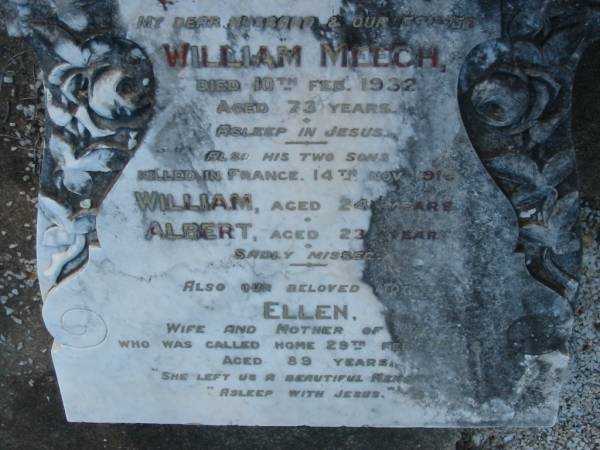 MY DEAR HUSBAND & OUR FATHER
WILLIAM MEECH,
DIED 10TH FEB. 1932
AGED 73 YEARS.
ASLEEP IN JESUS.
ALSO HIS TWO SONS
KILLED IN FRANCE. 14TH NOV. 1916
WILLIAM, AGED 24 YEARS
ALBERT, AGED 23 YEAR
SADLY MISSED.
ALSO OUR BELOVED
ELLEN,
WIFE AND MOTHER OF
WHO WAS CALLED HOME 29TH
AGED 89 YEARS.
"SHE LEFT US A BEAUTIFUL
"ASLEEP WITH JESUS."